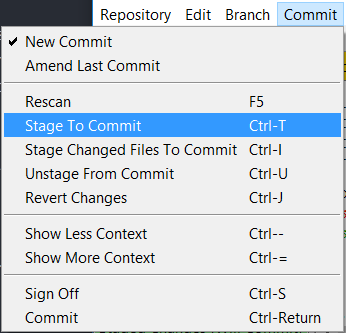 Repository Edit Branch Commit
New Commit
Amend Last Commit
Rescan F5
Stage To Commit Ctrl-T
Stage Changed Files To Commit Ctrl-I
Unstage From Commit Ctrl-U
Revert Changes Ctrl-J
Show Less Context Ctrl--
Show More Context Ctrl-=
Sign Off Ctrl-S
Commit Ctrl-Return